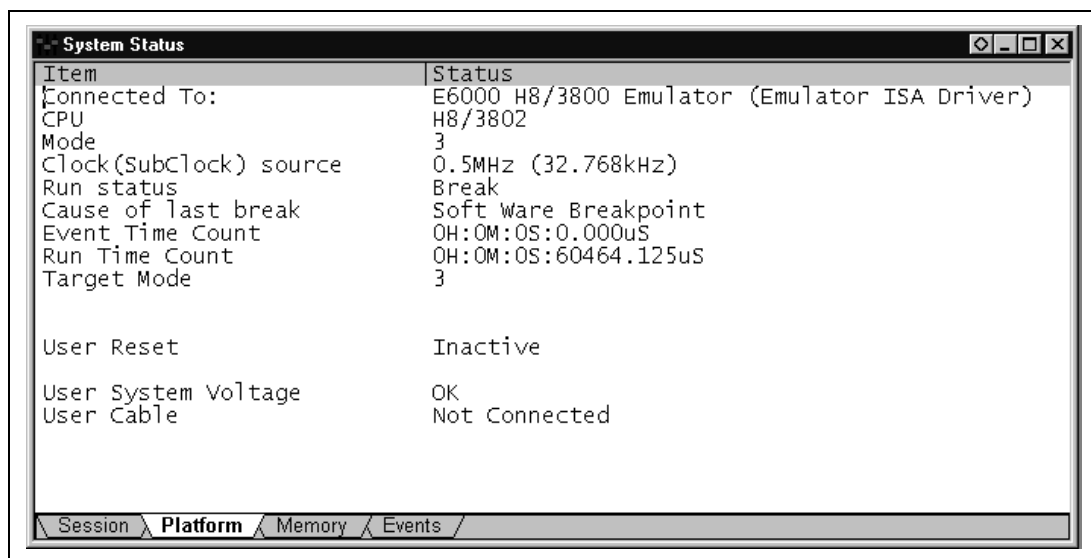 System Status
Item Status
Connected To: E6000 H8/3800 Emulator (Emulator ISA Driver)
CPU H8/3802
Mode 3
Clock(SubClock) source 0.5MHz (32.768kHz)
Run status Break
Cause of last break Soft Ware Breakpoint
Event Time Count 0H:0M:0S:0.000uS
Run Time Count 0H:0M:0S:60464.125uS
Target Mode 3
User Reset Inactive
User System Voltage OK
User Cable Not Connected
Session Platform Memory Events